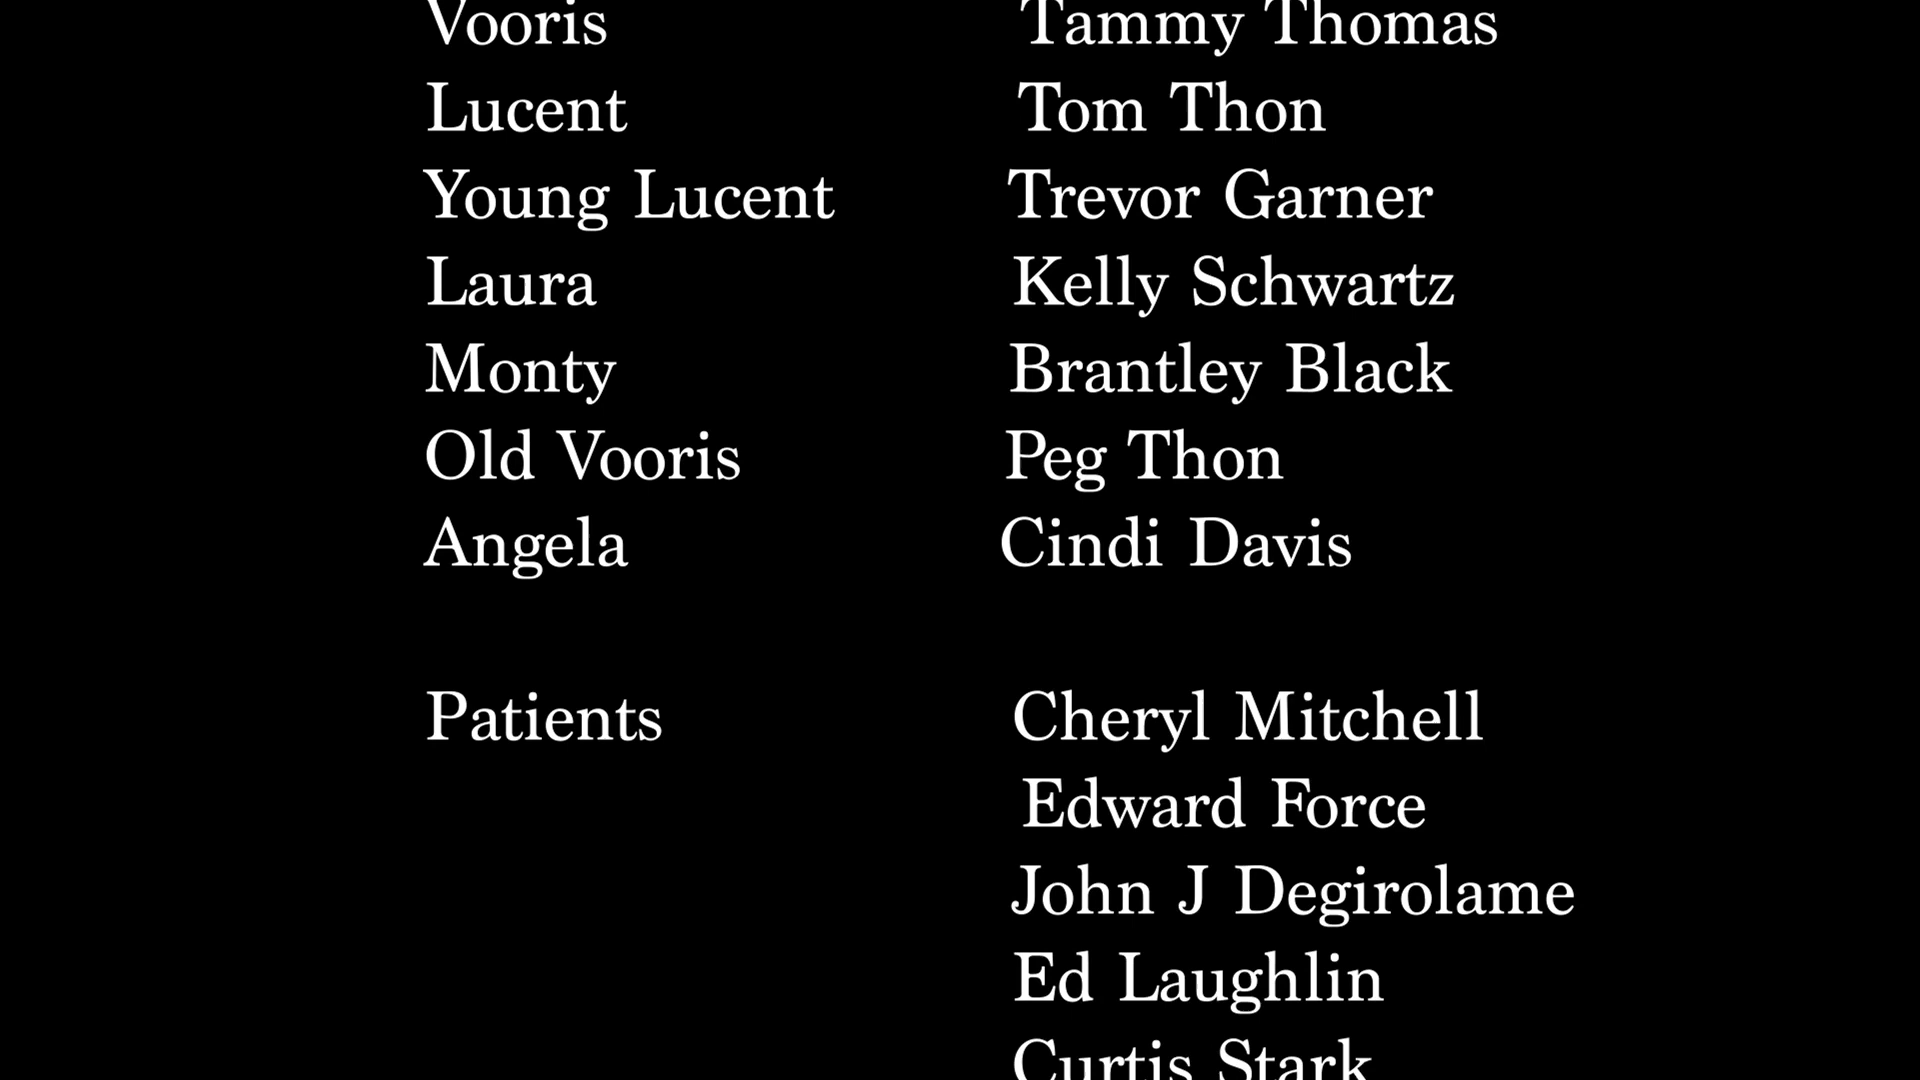 Vooris Tammy Thomas
Lucent Tom Thon
Young Lucent Trevor Garner
Laura Kelly Schwartz
Monty Brantley Black
Old Vooris Peg Thon
Angela Cindi Davis
Patients Cheryl Mitchell
Edward Force
John J Degirolame
Ed Laughlin
Curtis Stark